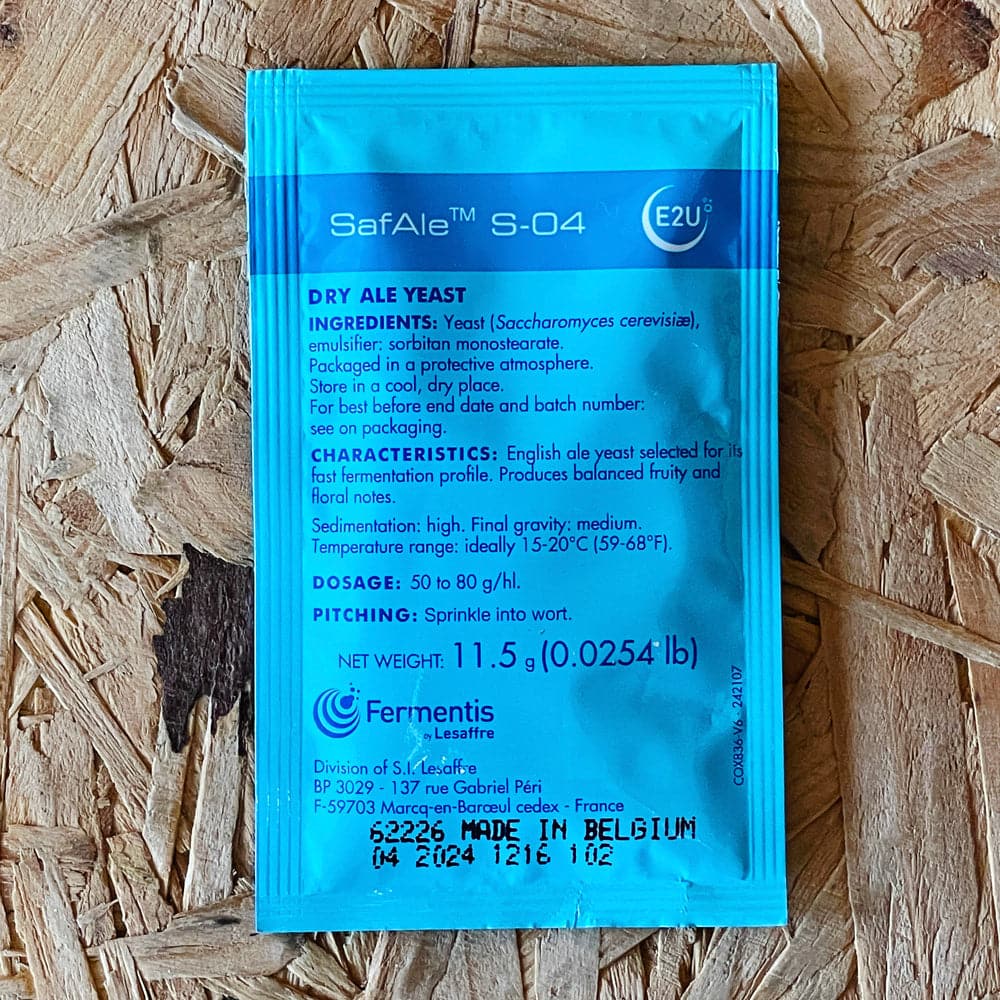 SafAle™ S-04
E2U
DRY ALE YEAST
INGREDIENTS: Yeast (Saccharomyces cerevisiæ),
emulsifier: sorbitan monostearate.
Packaged in a protective atmosphere.
Store in a cool, dry place.
For best before end date and batch number:
see on packaging.
CHARACTERISTICS: English ale yeast selected for its
fast fermentation profile. Produces balanced fruity and
floral notes.
Sedimentation: high. Final gravity: medium.
Temperature range: ideally 15-20°C (59-68°F).
DOSAGE: 50 to 80 g/hl.
PITCHING: Sprinkle into wort.
NET WEIGHT: 11.5 g (0.0254 lb)
Fermentis
by Lesaffre
Division of S.I. Lesaffre
BP 3029 - 137 rue Gabriel Péri
F-59703 Marcq-en-Barœul cedex - France
COX836-V6 - 242107
62226 MADE IN BELGIUM
04 2024 1216 102